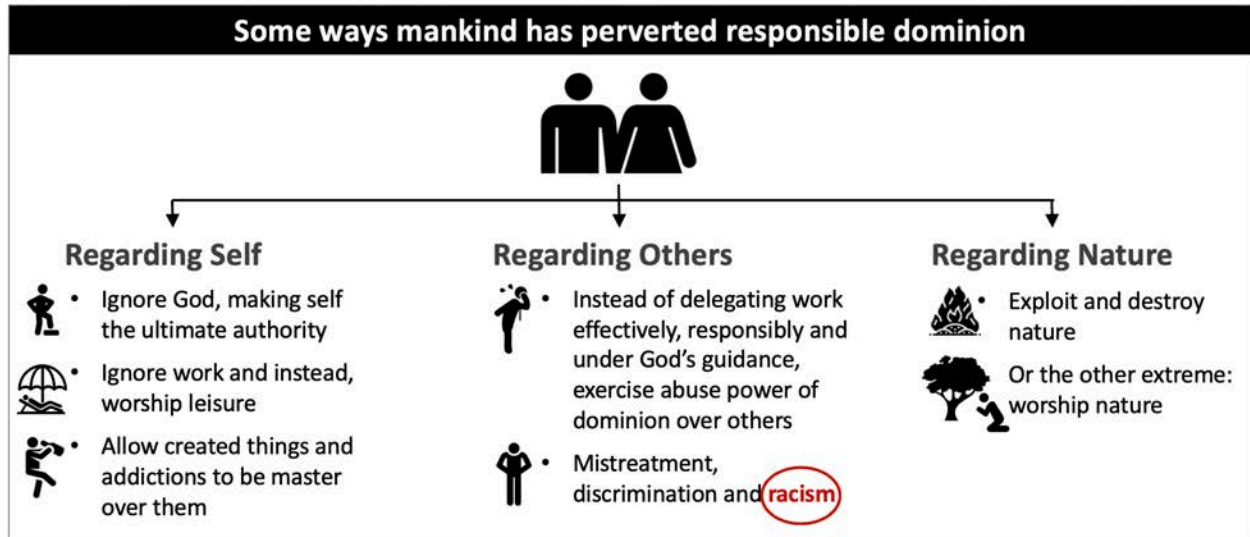 Some ways mankind has perverted responsible dominion
Regarding Self
• Ignore God, making self
the ultimate authority
• Ignore work and instead,
worship leisure
• Allow created things and
addictions to be master
over them
Regarding Others
• Instead of delegating work
effectively, responsibly and
under God's guidance,
exercise abuse power of
dominion over others
• Mistreatment,
discrimination and racism
Regarding Nature
• Exploit and destroy
nature
• Or the other extreme:
worship nature